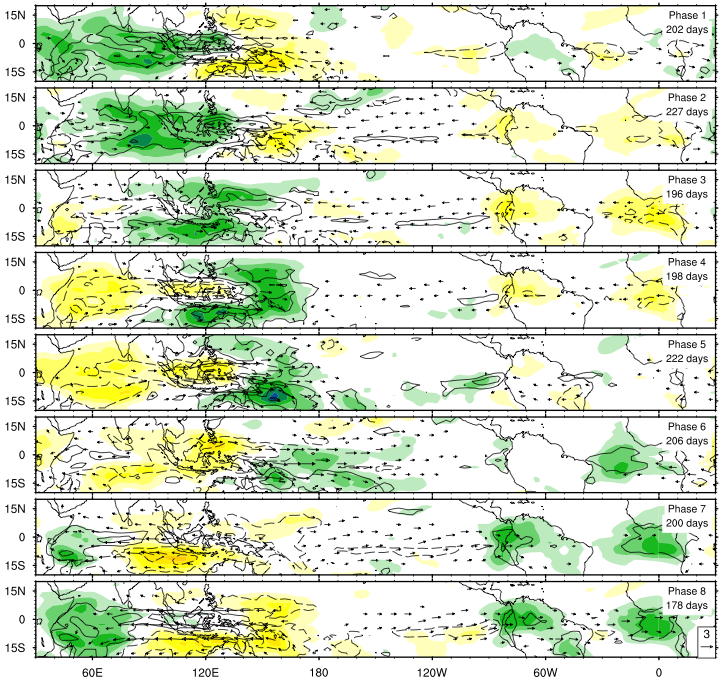 15N
0
15S
Phase 1
202 days
15N
0
15S
Phase 2
227 days
15N
0
15S
Phase 3
196 days
15N
0
15S
Phase 4
198 days
15N
0
15S
Phase 5
222 days
15N
0
15S
Phase 6
206 days
15N
0
15S
Phase 7
200 days
15N
0
15S
Phase 8
178 days
3
60E 120E 180 120W 60W 0